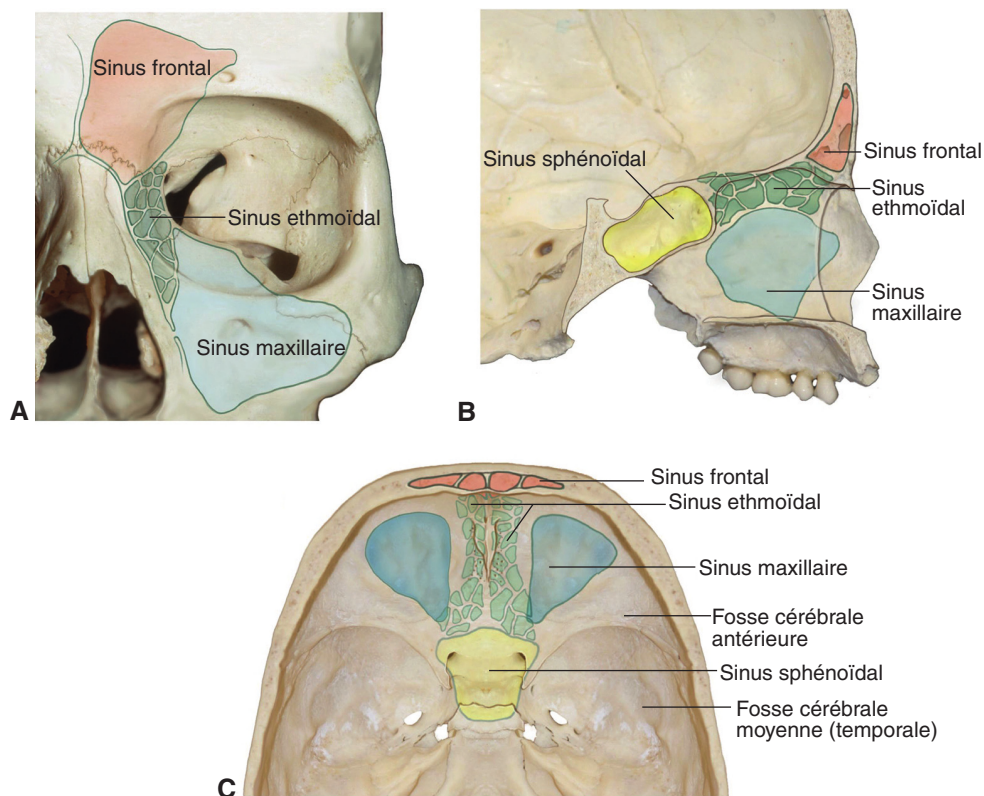 Sinus frontal
Sinus ethmoïdal
Sinus maxillaire
A
Sinus sphénoïdal
Sinus frontal
Sinus
ethmoïdal
Sinus
maxillaire
B
Sinus frontal
Sinus ethmoïdal
Sinus maxillaire
Fosse cérébrale
antérieure
Sinus sphénoïdal
Fosse cérébrale
moyenne (temporale)
C